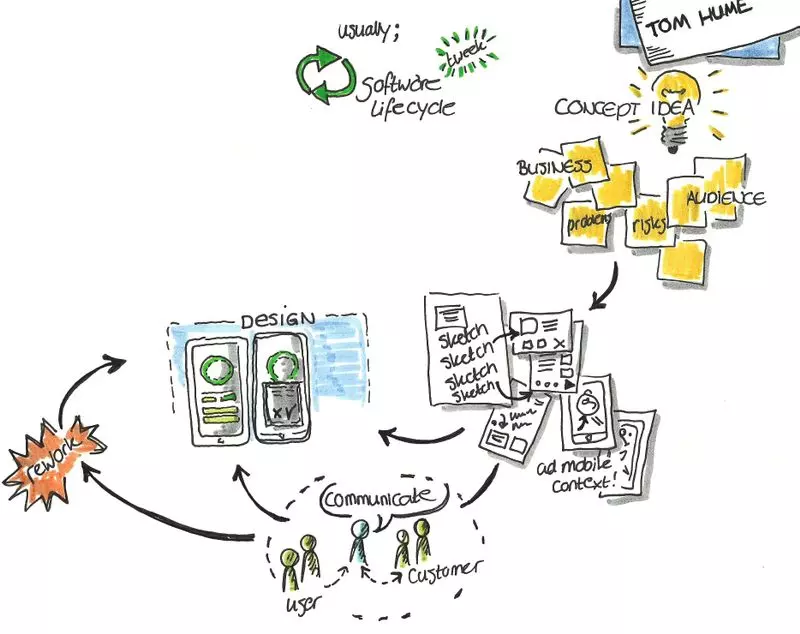 usually;
tweek
Software
Lifecycle
TOM HUME
CONCEPT IDEA
BUSINESS
AUDIENCE
problems
risks
DESIGN
sketch
sketch
sketch
sketch
ad mobile
context!
rework
communicate
user
customer